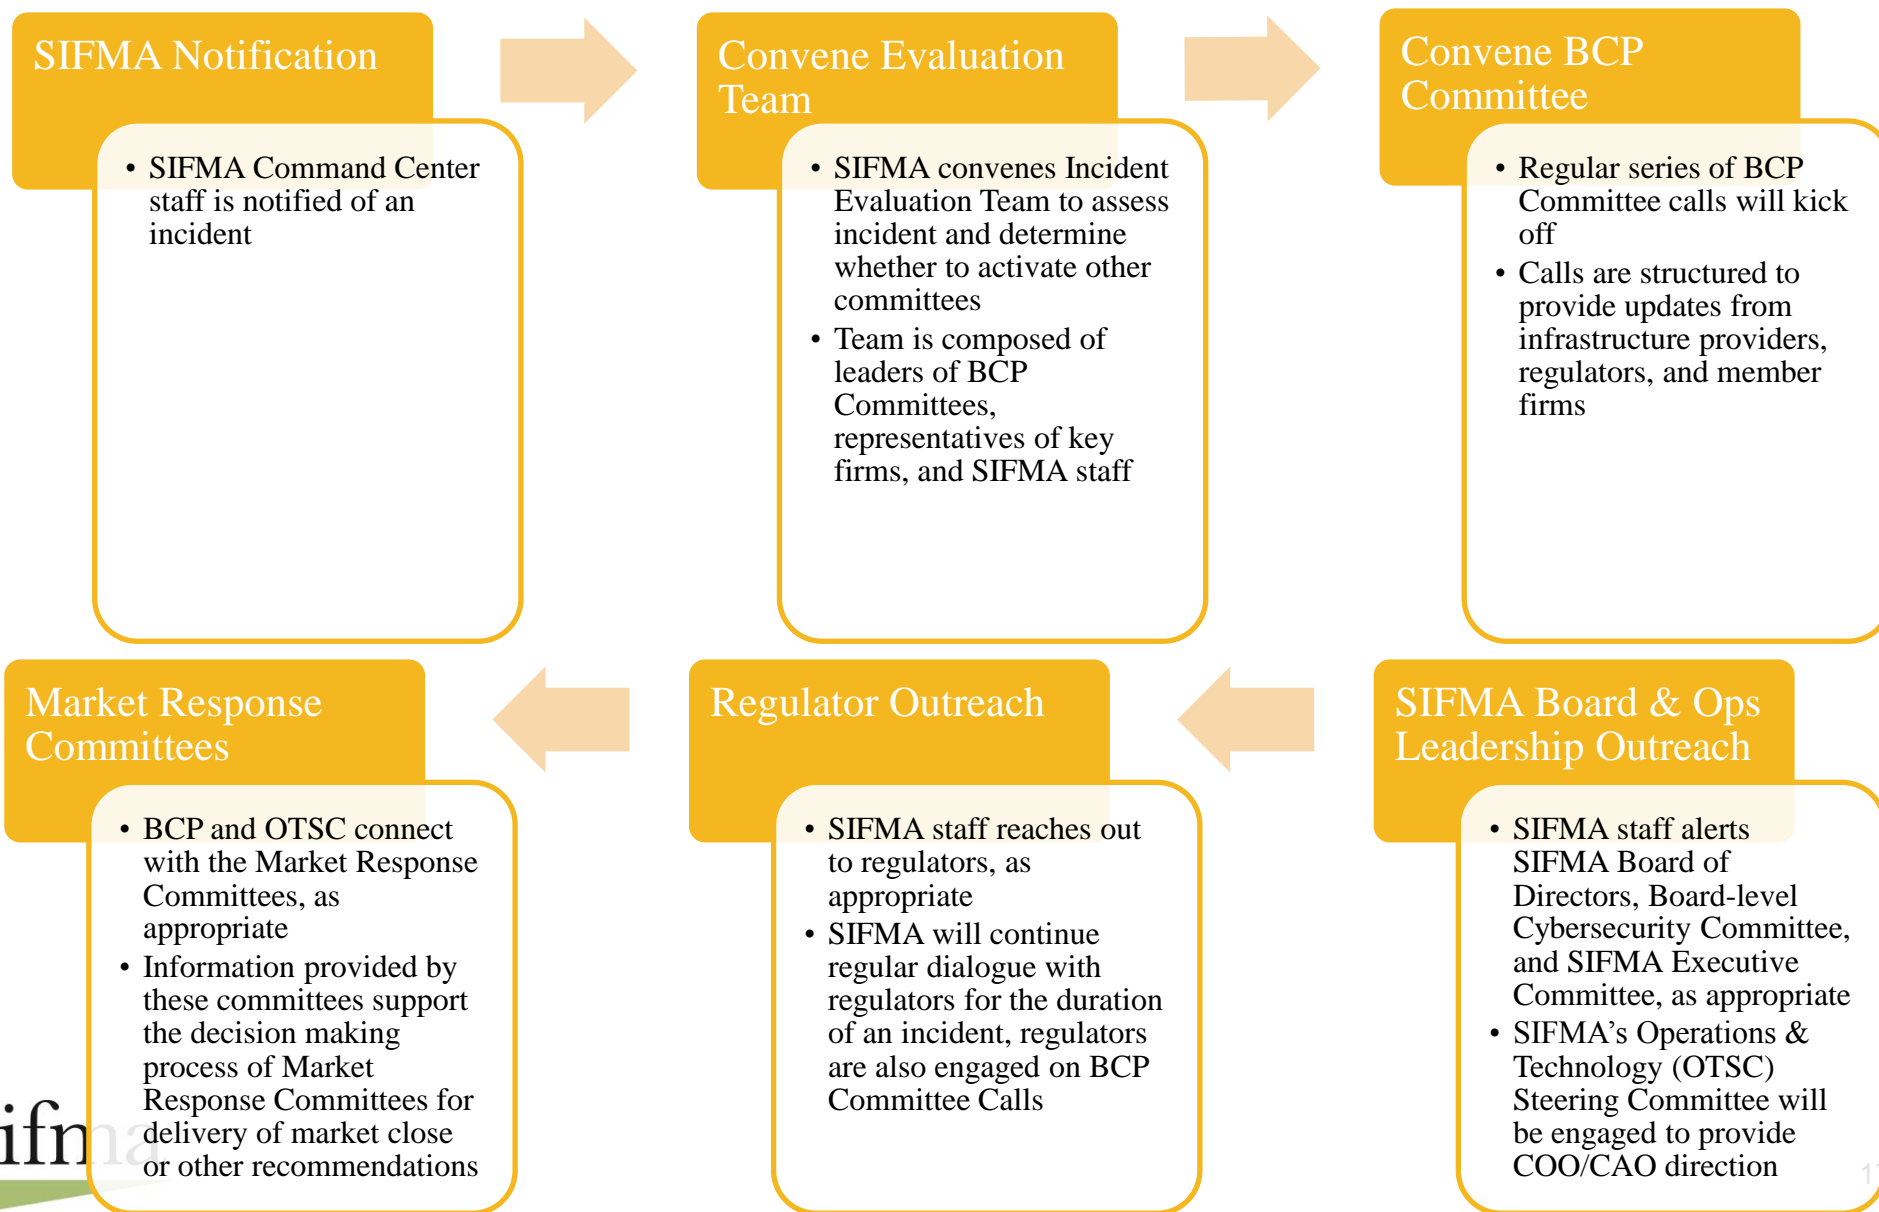 SIFMA Notification
• SIFMA Command Center
staff is notified of an
incident
Convene Evaluation
Team
• SIFMA convenes Incident
Evaluation Team to assess
incident and determine
whether to activate other
committees
• Team is composed of
leaders of BCP
Committees,
representatives of key
firms, and SIFMA staff
Convene BCP
Committee
• Regular series of BCP
Committee calls will kick
off
• Calls are structured to
provide updates from
infrastructure providers,
regulators, and member
firms
SIFMA Board & Ops
Leadership Outreach
• SIFMA staff alerts
SIFMA Board of
Directors, Board-level
Cybersecurity Committee,
and SIFMA Executive
Committee, as appropriate
• SIFMA’s Operations &
Technology (OTSC)
Steering Committee will
be engaged to provide
COO/CAO direction
Regulator Outreach
• SIFMA staff reaches out
to regulators, as
appropriate
• SIFMA will continue
regular dialogue with
regulators for the duration
of an incident, regulators
are also engaged on BCP
Committee Calls
Market Response
Committees
• BCP and OTSC connect
with the Market Response
Committees, as
appropriate
• Information provided by
these committees support
the decision making
process of Market
Response Committees for
delivery of market close
or other recommendations
ifma